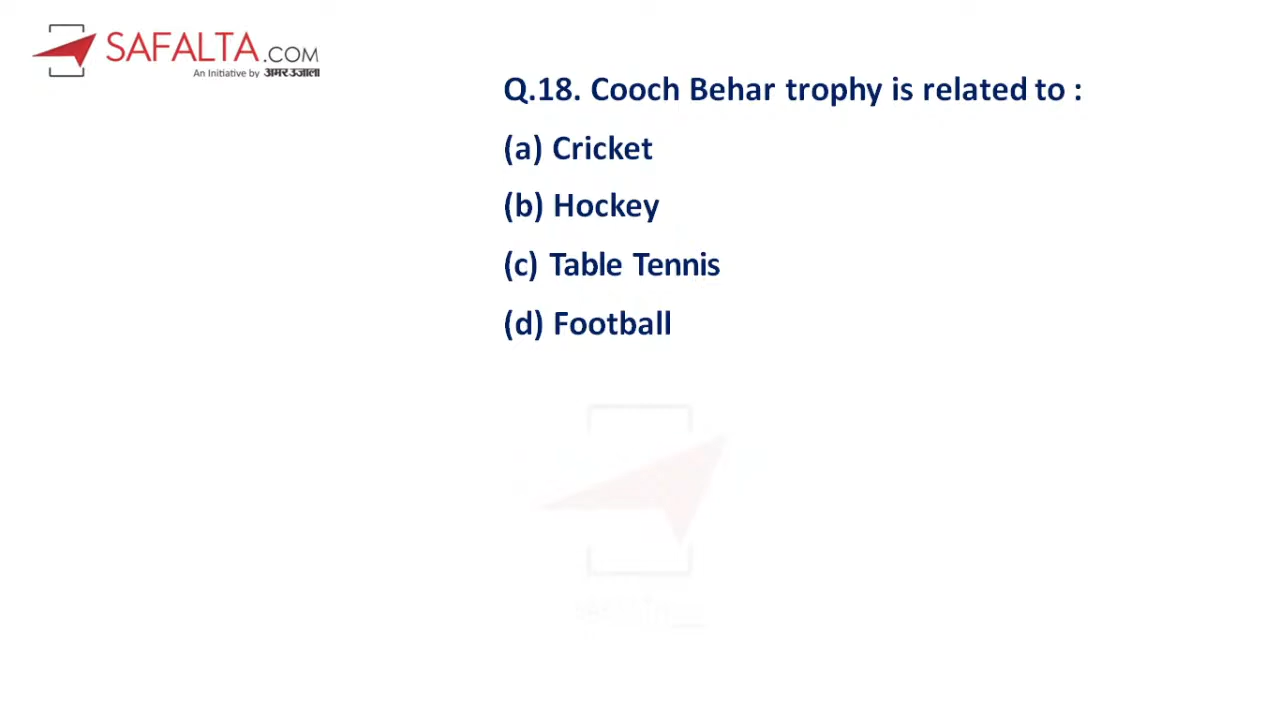 SAFALTA.COM
An Initiative by अमर उजाला
Q.18. Cooch Behar trophy is related to :
(a) Cricket
(b) Hockey
(c) Table Tennis
(d) Football